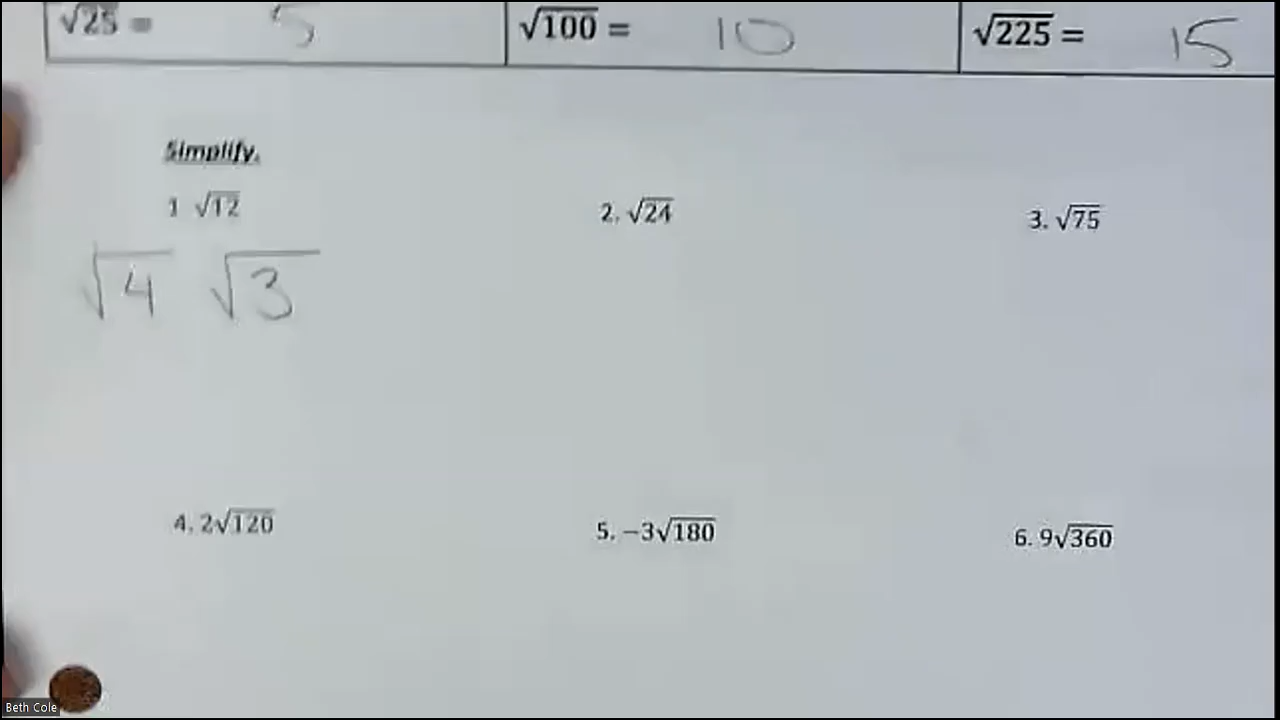 √25 = 5 √100 = 10 √225 = 15
Simplify.
1 √12 2. √24 3. √75
√4 √3
4. 2√120 5. −3√180 6. 9√360
Beth Cole